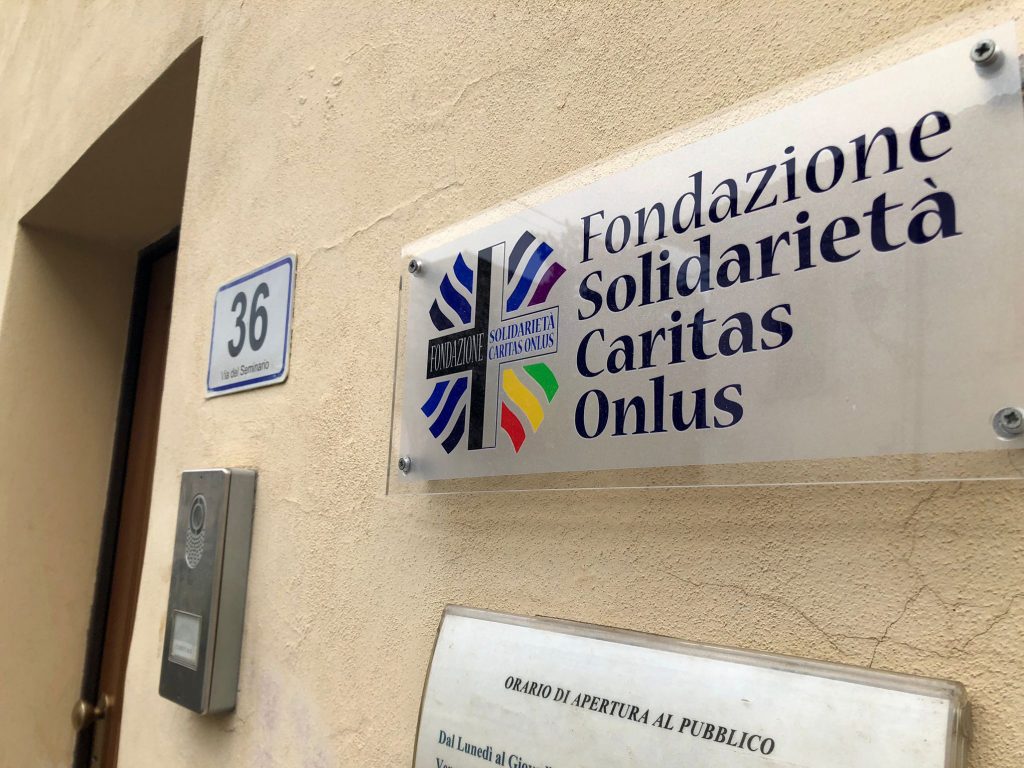 36
Via del Seminario
FONDAZIONE
SOLIDARIETÀ
CARITAS ONLUS
Fondazione
Solidarietà
Caritas
Onlus
ORARIO DI APERTURA AL PUBBLICO
Dal Lunedì al